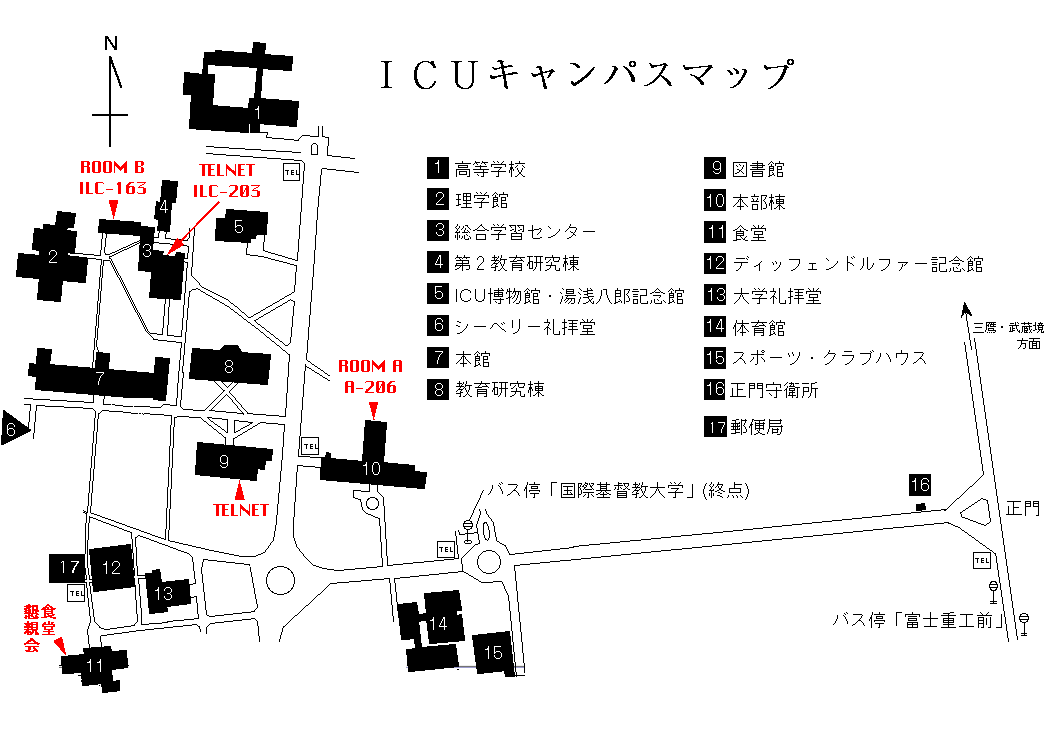 N
ICUキャンパスマップ
1
ROOM B
ILC-163
TELNET
ILC-203
TEL
4
5
2
3
1 高等学校
2 理学館
3 総合学習センター
4 第2教育研究棟
5 ICU博物館・湯浅八郎記念館
6 シーベリー礼拝堂
7 本館
8 教育研究棟
9 図書館
10 本部棟
11 食堂
12 ディッフェンドルファー記念館
13 大学礼拝堂
14 体育館
15 スポーツ・クラブハウス
16 正門守衛所
17 郵便局
三鷹・武蔵境
方面
8
7
ROOM A
A-206
6
TEL
9
10
TELNET
バス停「国際基督教大学」(終点)
16
正門
TEL
TEL
17
12
13
TEL
14
15
バス停「富士重工前」
食堂
懇親会
11